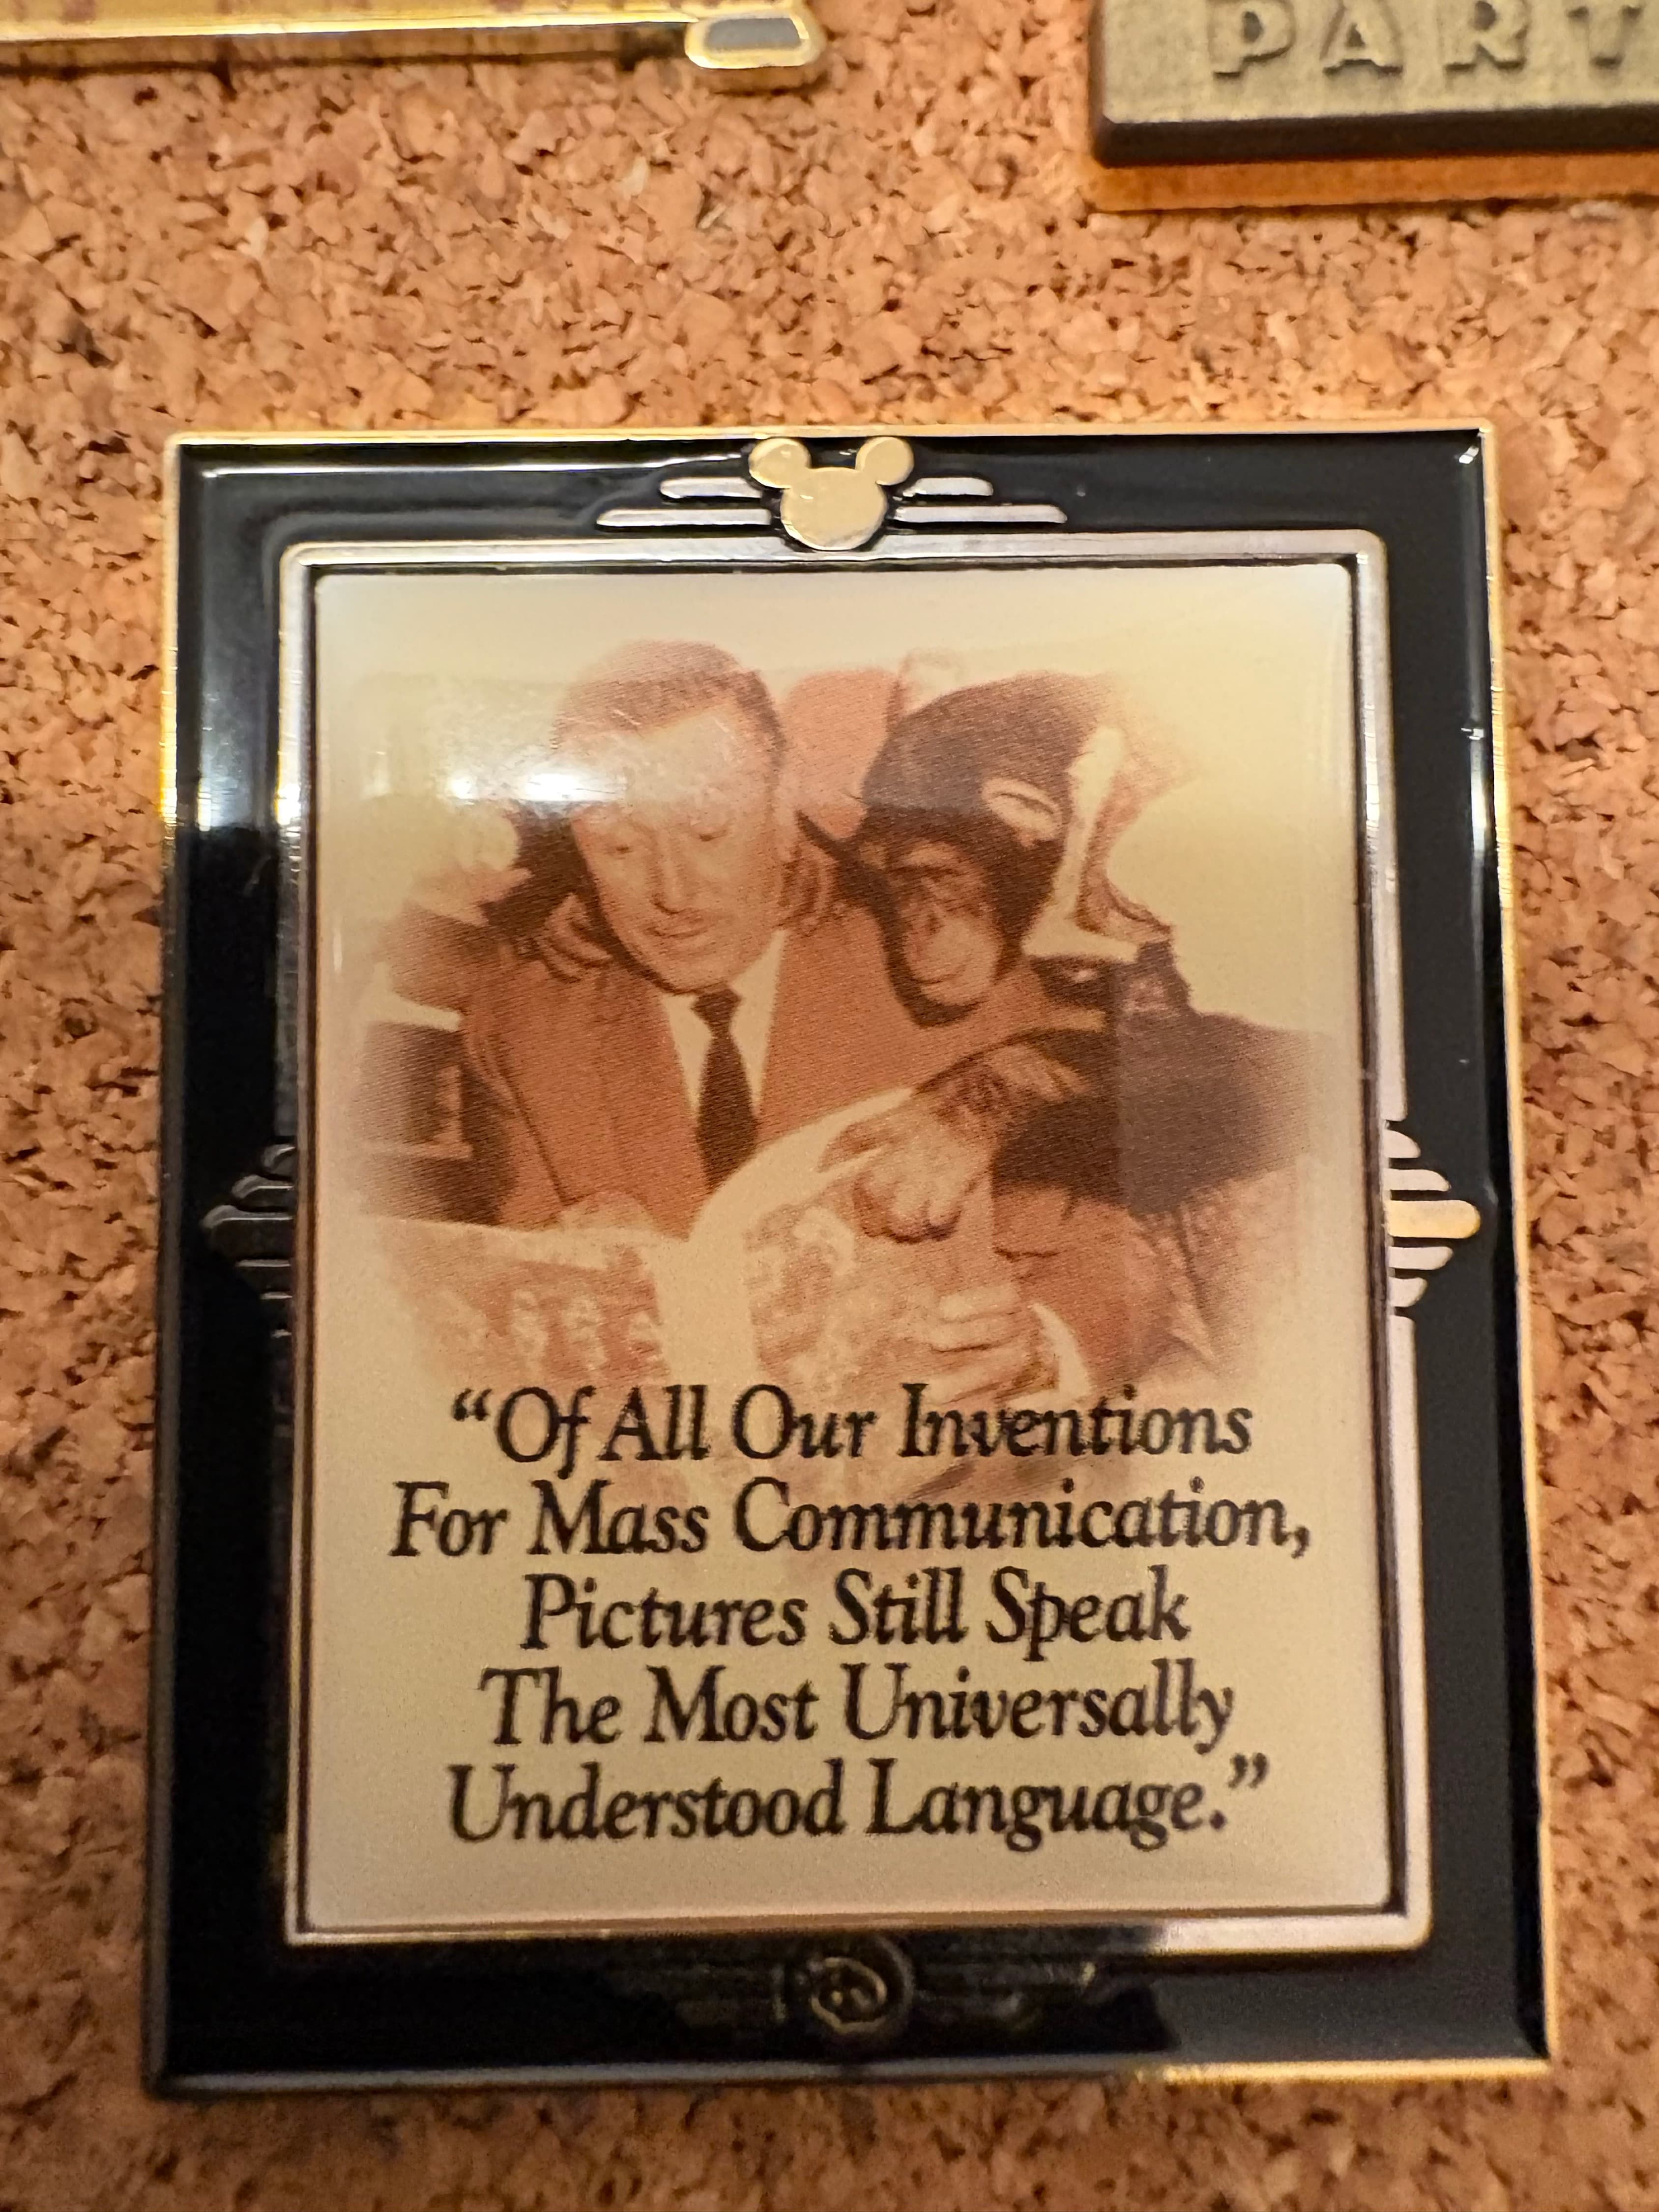 PART
“Of All Our Inventions
For Mass Communication,
Pictures Still Speak
The Most Universally
Understood Language.”